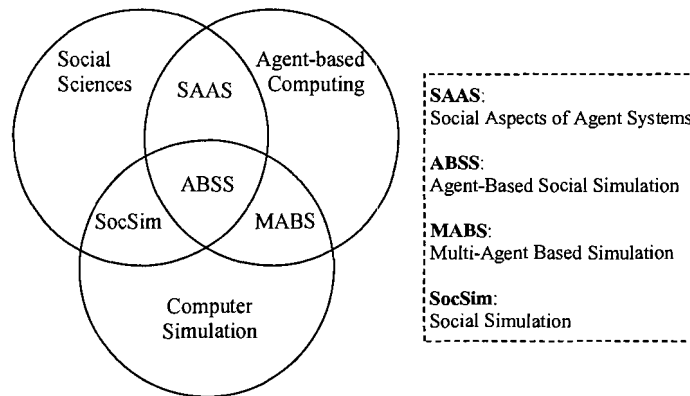 Social
Sciences
Agent-based
Computing
SAAS
ABSS
SocSim
MABS
Computer
Simulation
SAAS:
Social Aspects of Agent Systems
ABSS:
Agent-Based Social Simulation
MABS:
Multi-Agent Based Simulation
SocSim:
Social Simulation